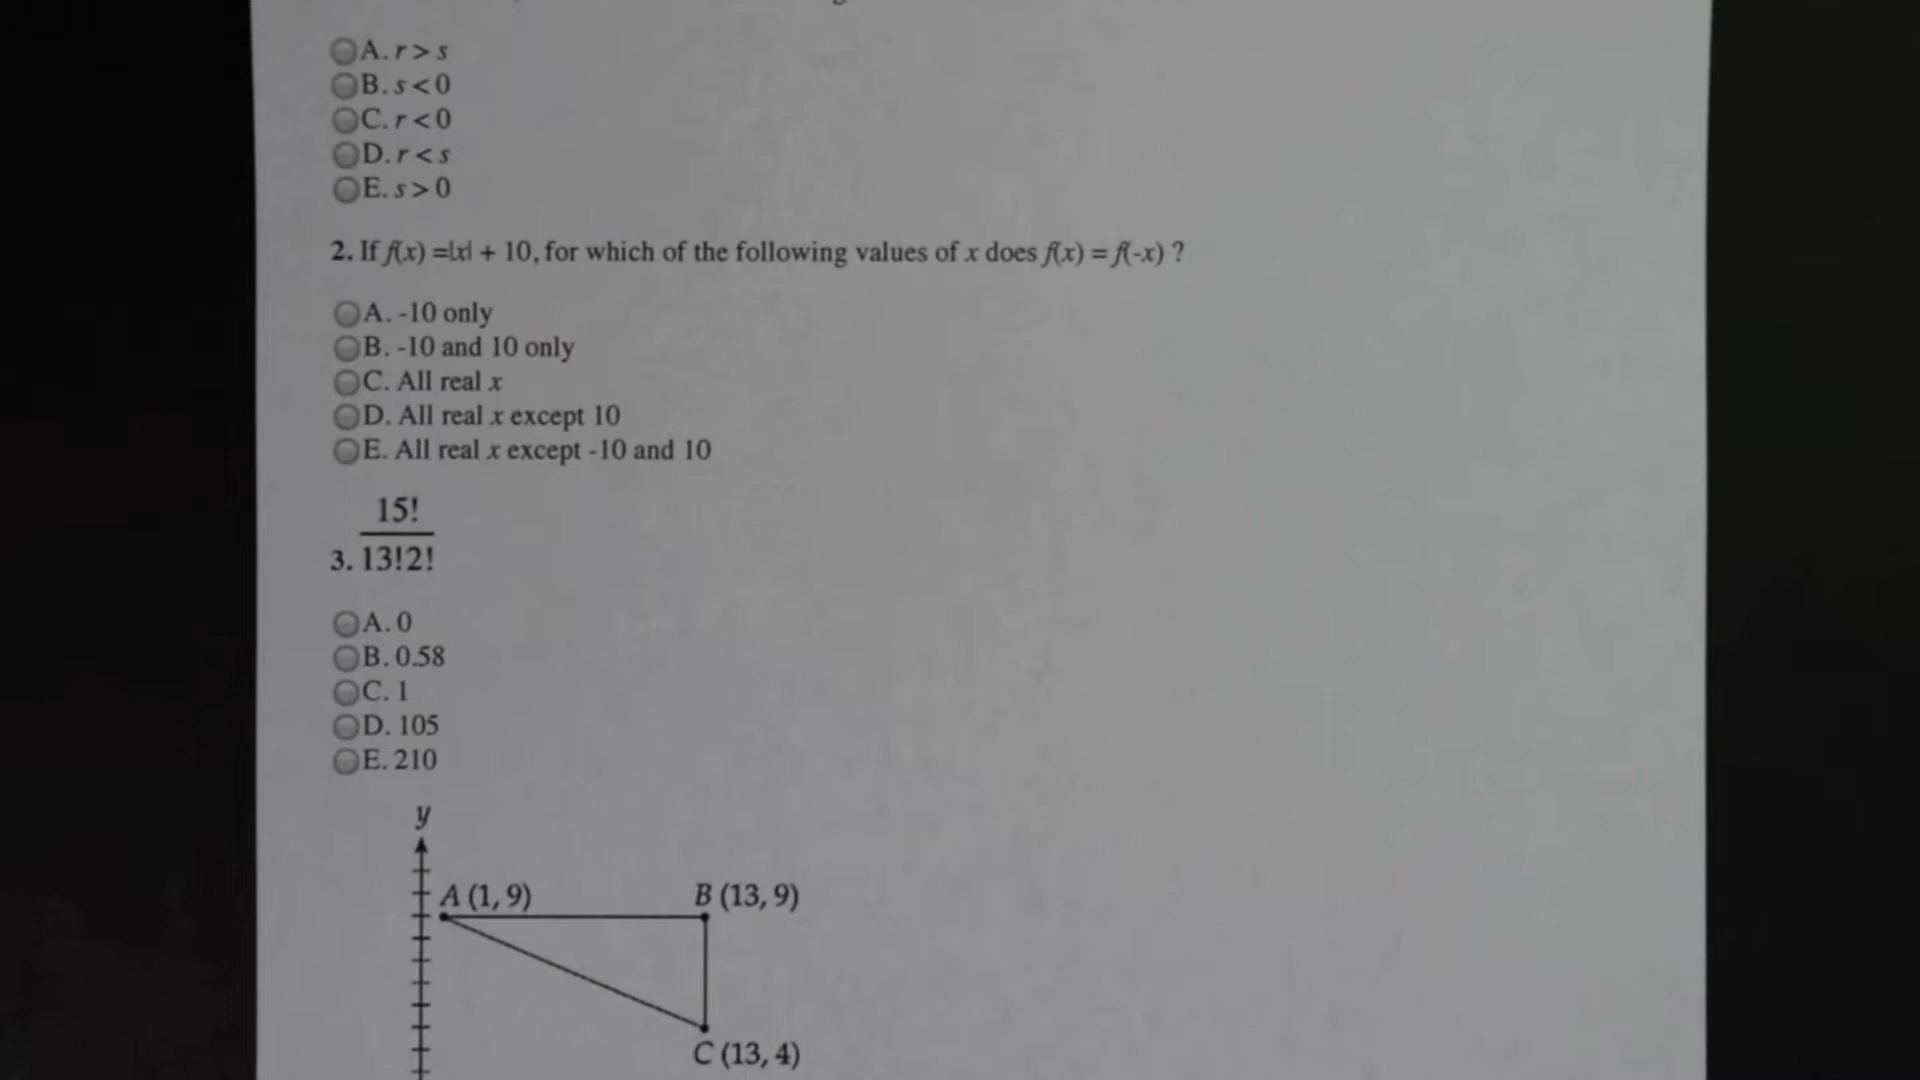 A. r > s
B. s < 0
C. r < 0
D. r < s
E. s > 0
2. If f(x) =|x| + 10, for which of the following values of x does f(x) = f(-x) ?
A. -10 only
B. -10 and 10 only
C. All real x
D. All real x except 10
E. All real x except -10 and 10
15!
3. 13!2!
A. 0
B. 0.58
C. 1
D. 105
E. 210
y
A (1, 9) B (13, 9)
C (13, 4)